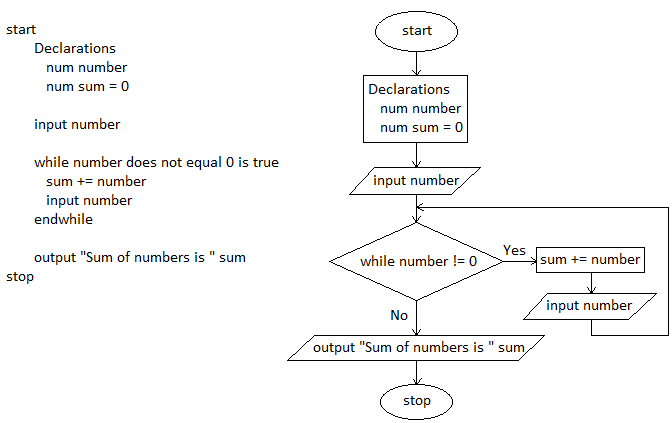 start
Declarations
num number
num sum = 0
input number
while number does not equal 0 is true
sum += number
input number
endwhile
output "Sum of numbers is " sum
stop
start
Declarations
num number
num sum = 0
input number
while number != 0
Yes
sum += number
input number
No
output "Sum of numbers is " sum
stop